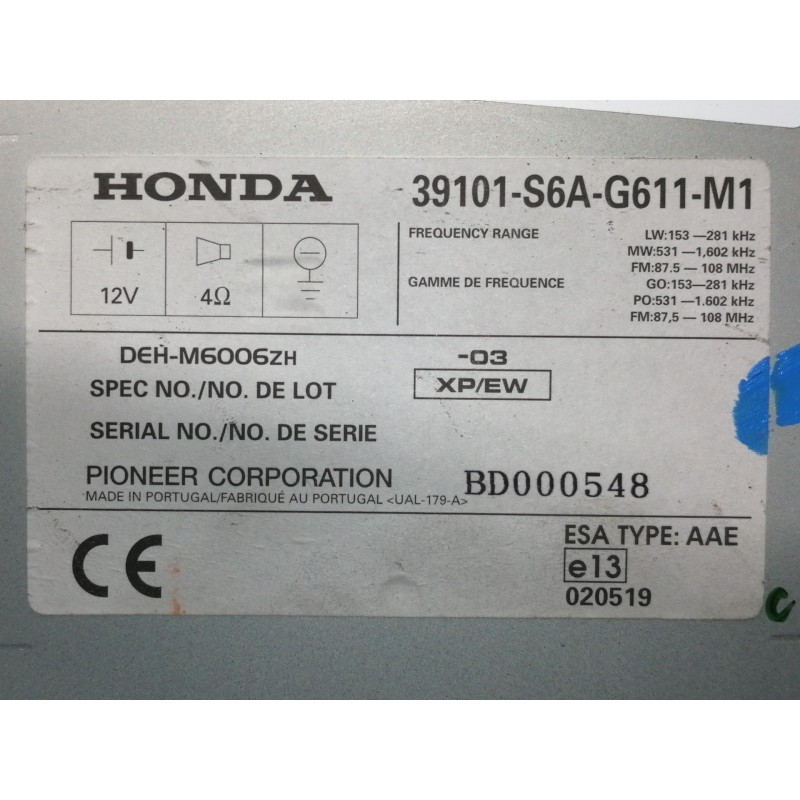 HONDA 39101-S6A-G611-M1
FREQUENCY RANGE LW:153 —281 kHz
MW:531 —1,602 kHz
FM:87.5 — 108 MHz
GAMME DE FREQUENCE GO:153—281 kHz
PO:531 —1.602 kHz
FM:87,5 — 108 MHz
12V 4Ω
DEH-M6006ZH -03
SPEC NO./NO. DE LOT XP/EW
SERIAL NO./NO. DE SERIE
PIONEER CORPORATION BD000548
MADE IN PORTUGAL/FABRIQUÉ AU PORTUGAL <UAL-179-A>
CE ESA TYPE: AAE
e13
020519